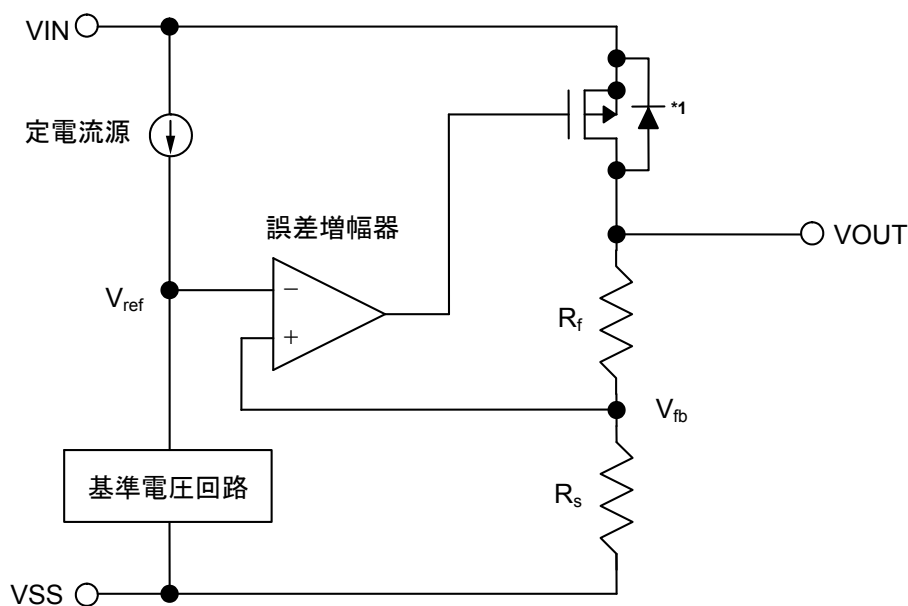 VIN
*1
定電流源
誤差増幅器
VOUT
Vref
−
+
Rf
Vfb
基準電圧回路
Rs
VSS